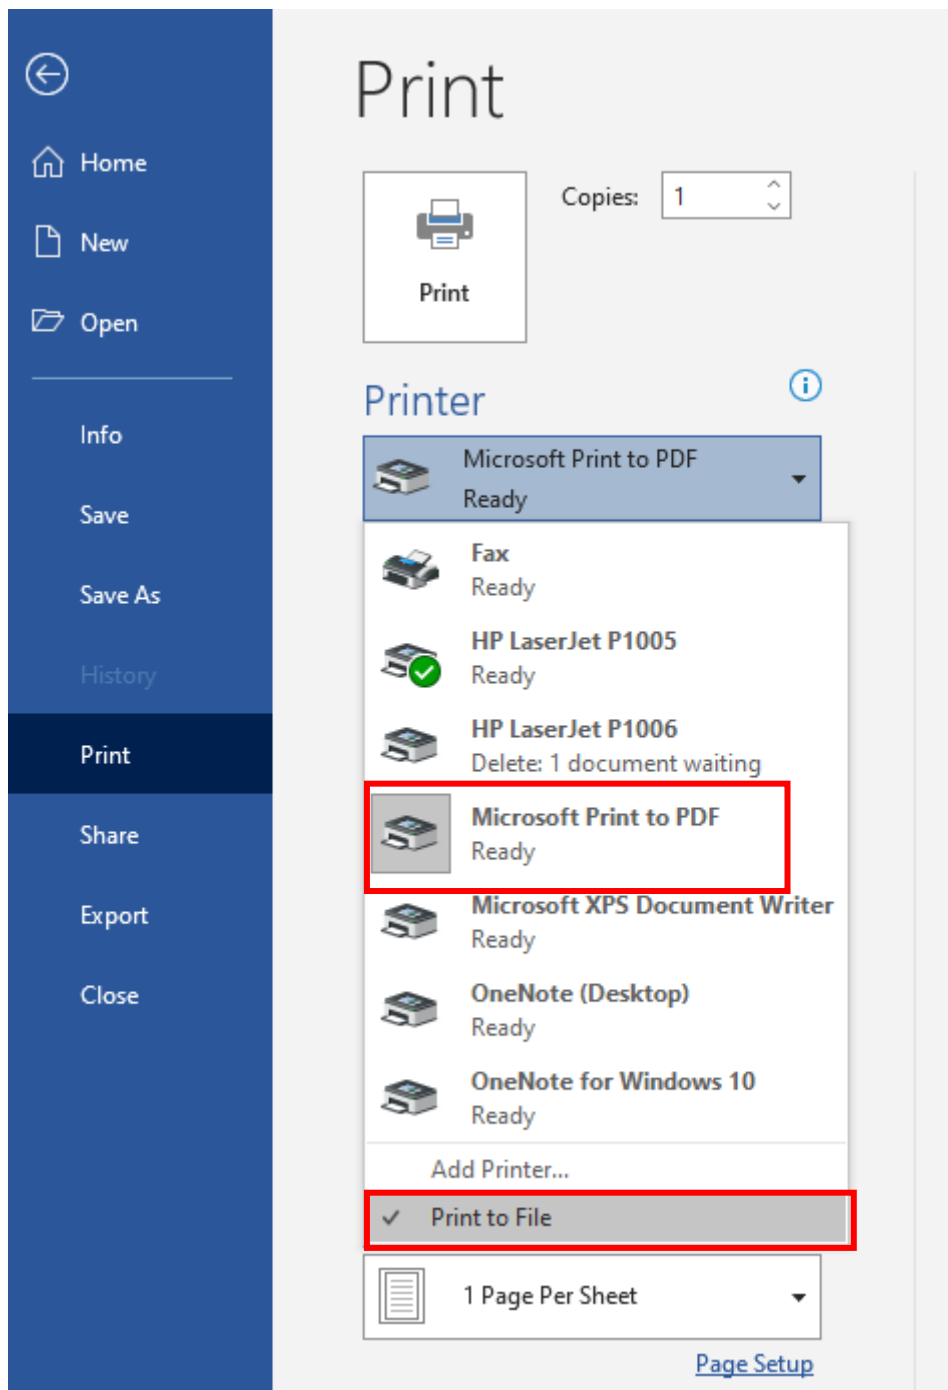 Print
Home
New
Open
Info
Save
Save As
History
Print
Share
Export
Close
Print
Copies: 1
Printer
Microsoft Print to PDF
Ready
Fax
Ready
HP LaserJet P1005
Ready
HP LaserJet P1006
Delete: 1 document waiting
Microsoft Print to PDF
Ready
Microsoft XPS Document Writer
Ready
OneNote (Desktop)
Ready
OneNote for Windows 10
Ready
Add Printer...
Print to File
1 Page Per Sheet
Page Setup